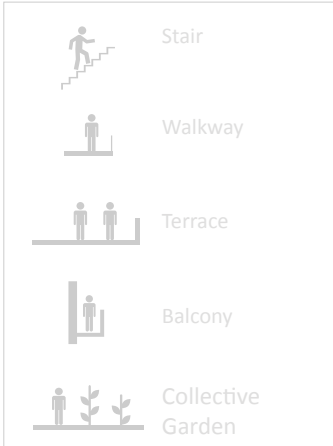 Stair
Walkway
Terrace
Balcony
Collective
Garden